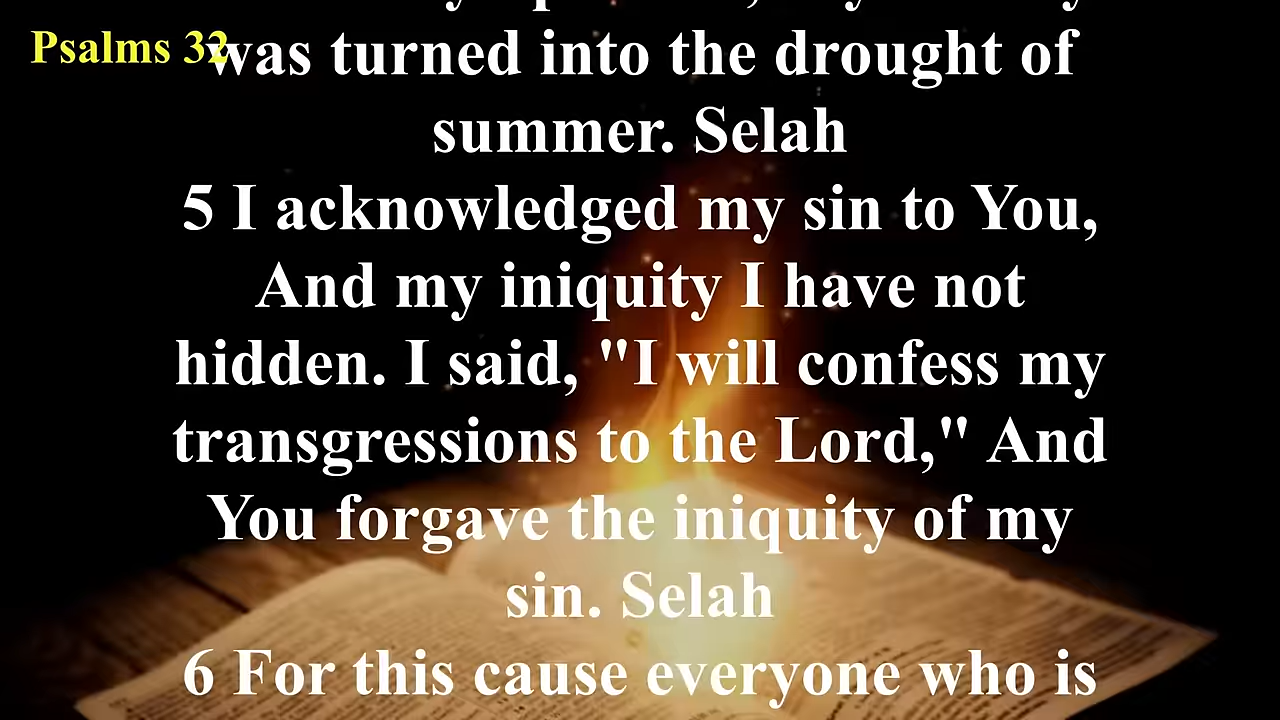 Psalms 32
was turned into the drought of
summer. Selah
5 I acknowledged my sin to You,
And my iniquity I have not
hidden. I said, "I will confess my
transgressions to the Lord," And
You forgave the iniquity of my
sin. Selah
6 For this cause everyone who is